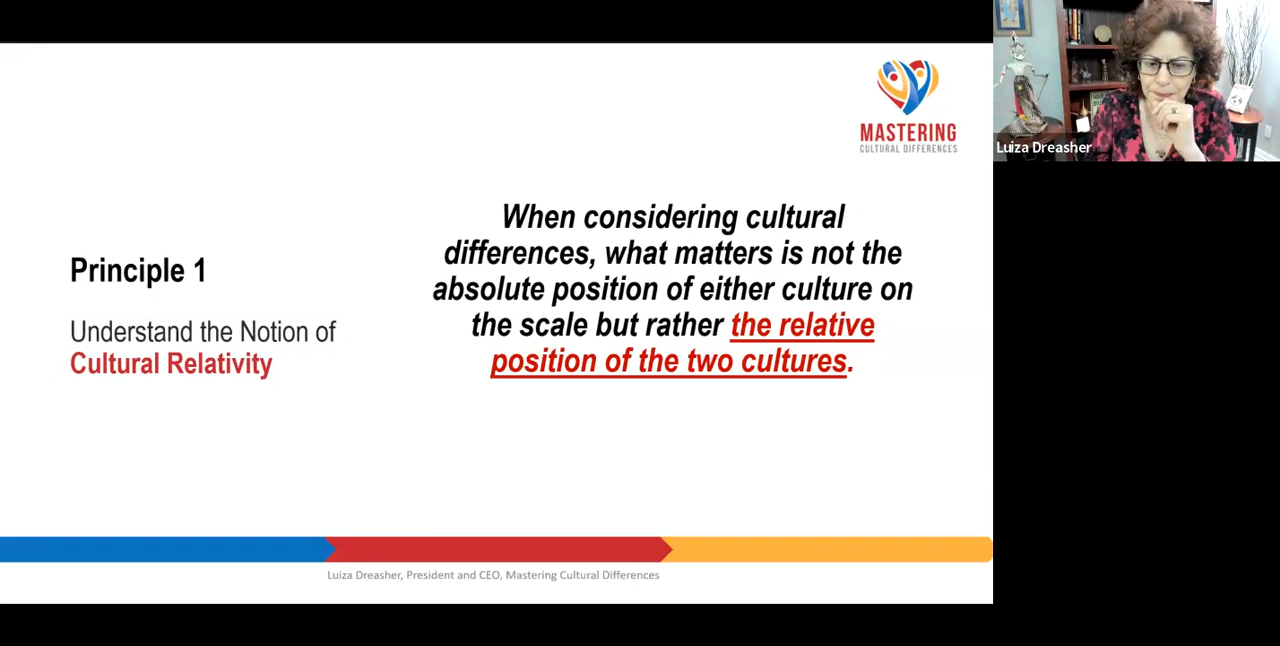 MASTERING
CULTURAL DIFFERENCES
Luiza Dreasher
Principle 1
Understand the Notion of
Cultural Relativity
When considering cultural
differences, what matters is not the
absolute position of either culture on
the scale but rather the relative
position of the two cultures.
Luiza Dreasher, President and CEO, Mastering Cultural Differences